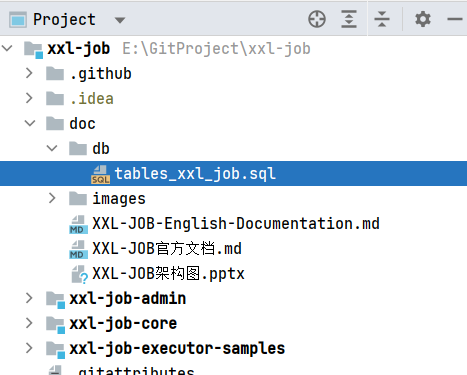 Project
xxl-job E:\GitProject\xxl-job
.github
.idea
doc
db
SQL tables_xxl_job.sql
images
MD XXL-JOB-English-Documentation.md
MD XXL-JOB官方文档.md
XXL-JOB架构图.pptx
xxl-job-admin
xxl-job-core
xxl-job-executor-samples
.gitattributes